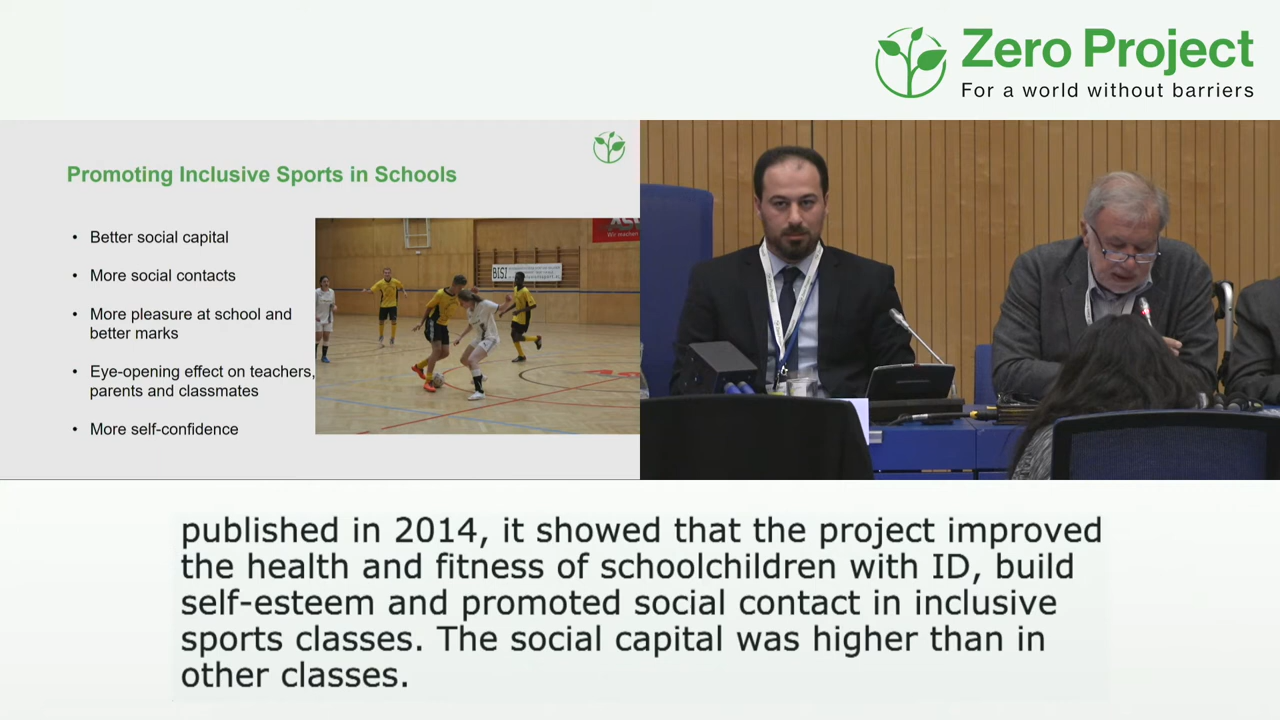 Zero Project
For a world without barriers
Promoting Inclusive Sports in Schools
• Better social capital
• More social contacts
• More pleasure at school and
better marks
• Eye-opening effect on teachers,
parents and classmates
• More self-confidence
Wir machen
BISI
published in 2014, it showed that the project improved
the health and fitness of schoolchildren with ID, build
self-esteem and promoted social contact in inclusive
sports classes. The social capital was higher than in
other classes.